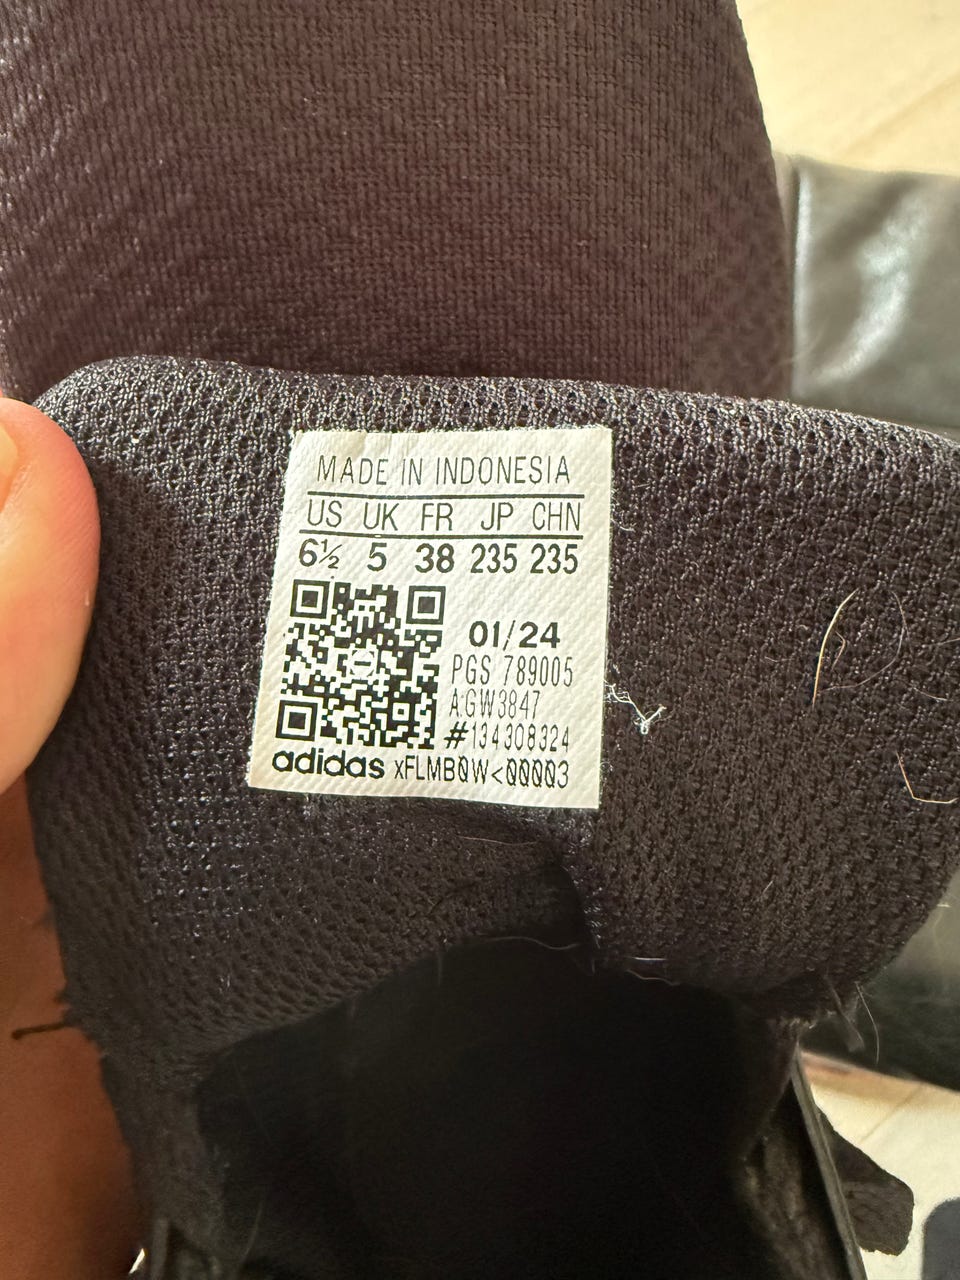 MADE IN INDONESIA
US UK FR JP CHN
6½ 5 38 235 235
01/24
PGS 789005
A:GW3847
#134308324
adidas xFLMB0W<00003